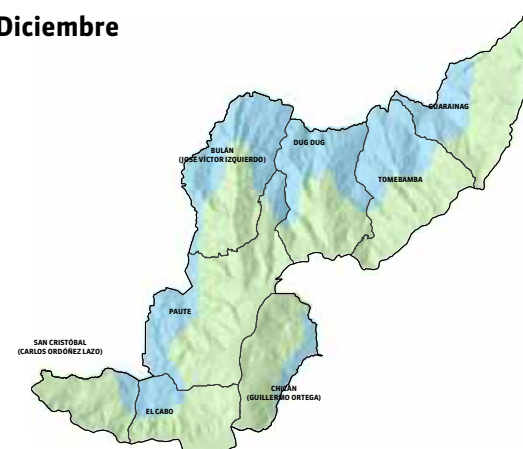 Diciembre
GUARAINAG
DUG DUG
BULÁN
(JOSÉ VÍCTOR IZQUIERDO)
TOMEBAMBA
PAUTE
SAN CRISTÓBAL
(CARLOS ORDÓÑEZ LAZO)
CHICÁN
(GUILLERMO ORTEGA)
EL CABO